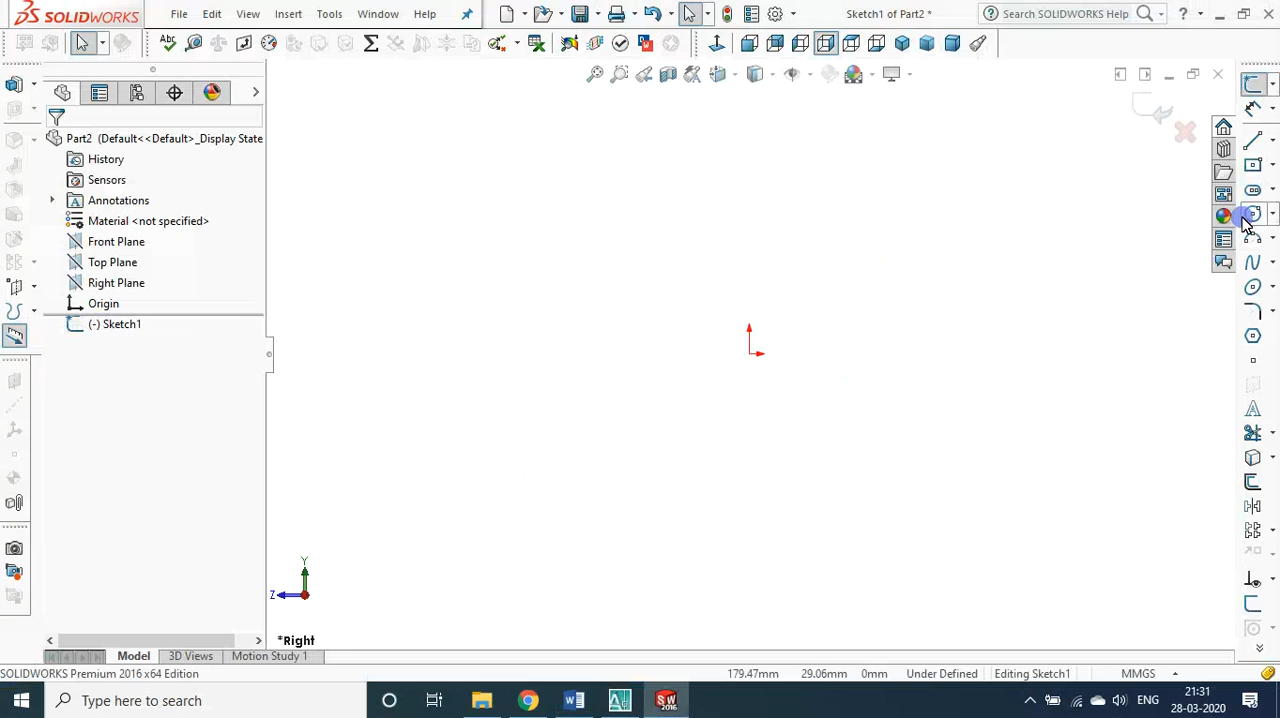 SOLIDWORKS File Edit View Insert Tools Window Help Sketch1 of Part2 * Search SOLIDWORKS Help
Part2 (Default<<Default>_Display State
History
Sensors
Annotations
Material <not specified>
Front Plane
Top Plane
Right Plane
Origin
(-) Sketch1
Y
Z
*Right
Model 3D Views Motion Study 1
SOLIDWORKS Premium 2016 x64 Edition 179.47mm 29.06mm 0mm Under Defined Editing Sketch1 MMGS
Type here to search ENG 21:31
28-03-2020